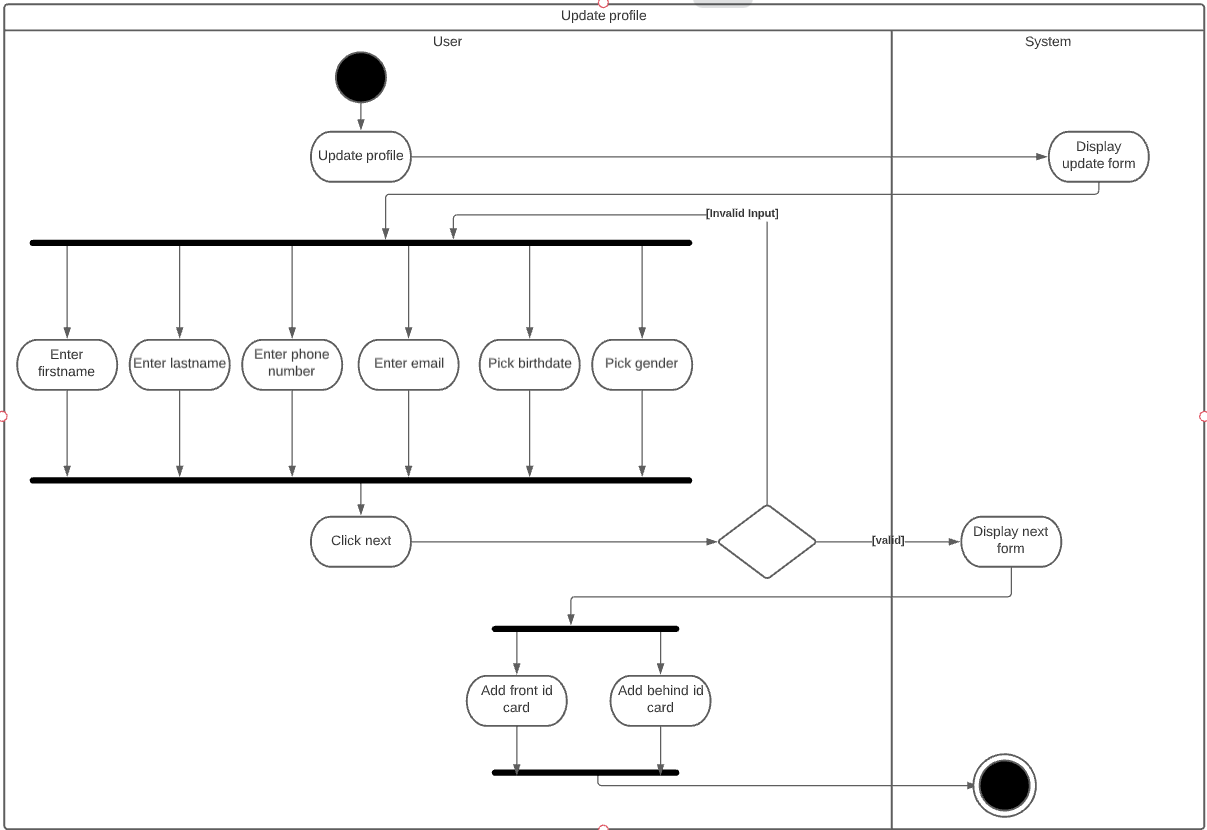 Update profile
User
System
Update profile
Display
update form
[Invalid Input]
Enter
firstname
Enter lastname
Enter phone
number
Enter email
Pick birthdate
Pick gender
Click next
[valid]
Display next
form
Add front id
card
Add behind id
card